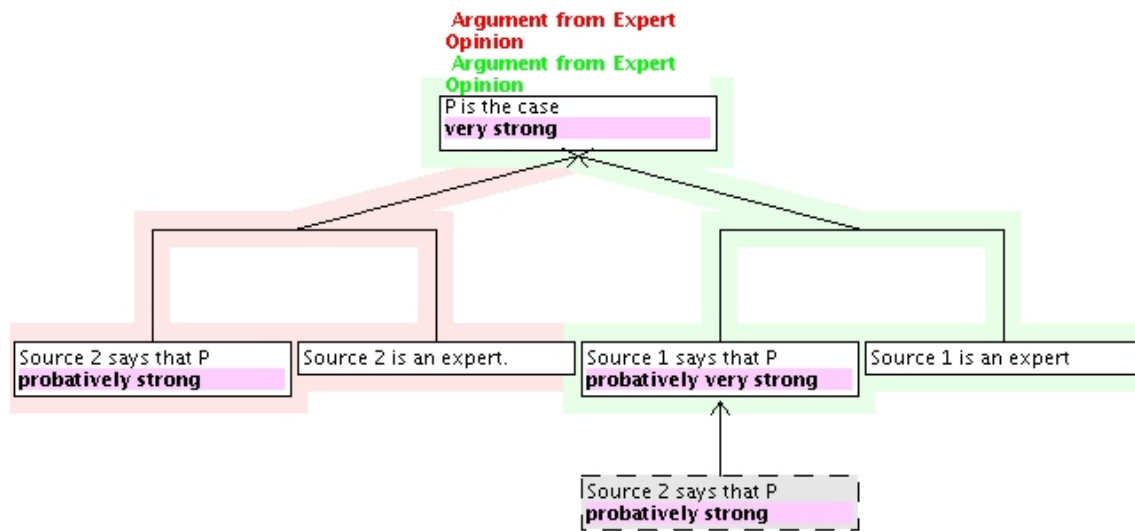 Argument from Expert
Opinion
Argument from Expert
Opinion
P is the case
very strong
Source 2 says that P
probatively strong
Source 2 is an expert.
Source 1 says that P
probatively very strong
Source 1 is an expert
Source 2 says that P
probatively strong